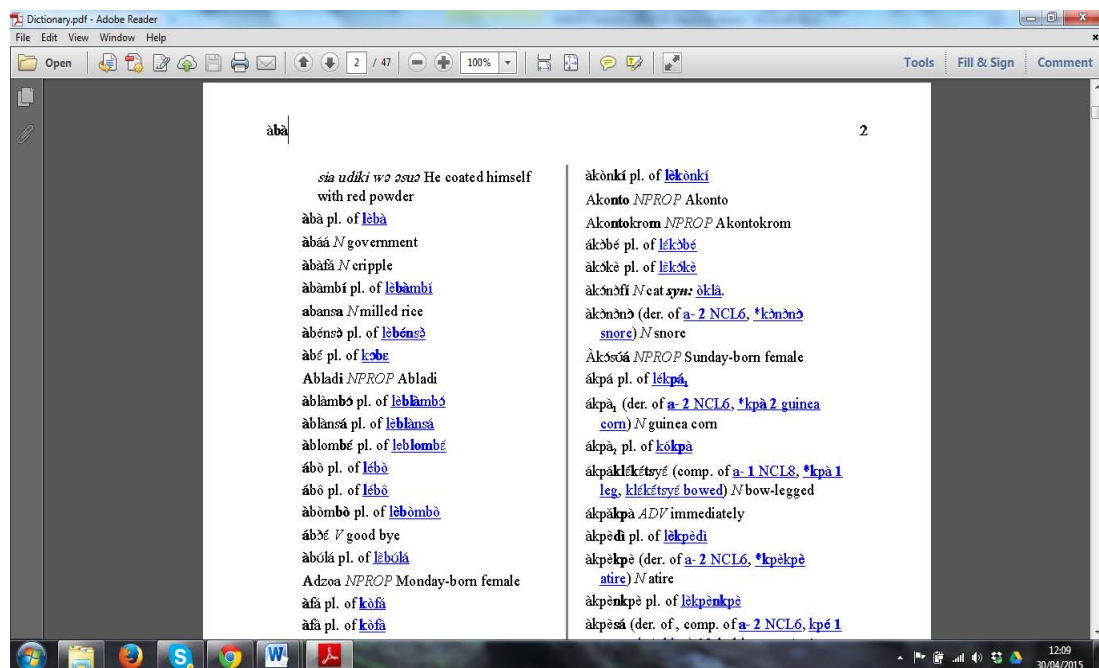 Dictionary.pdf - Adobe Reader
File Edit View Window Help
Open 2 / 47 100% Tools Fill & Sign Comment
àbà 2
sia udiki wɔ ɔsuɔ He coated himself
with red powder
àbà pl. of lèbà
àbáá N government
àbàfá N cripple
àbàmbí pl. of lèbàmbí
abansa N milled rice
àbénsɔ̀ pl. of lèbénsɔ̀
àbɛ́ pl. of kɔbɛ
Abladi NPROP Abladi
àblàmbɔ́ pl. of lèblàmbɔ́
àblànsá pl. of lèblànsá
àblombɛ́ pl. of leblombɛ́
ábò pl. of lébò
ábô pl. of lébô
àbòmbò pl. of lèbòmbò
ábɔ̀ɛ́ V good bye
àbúlá pl. of lèbúlá
Adzoa NPROP Monday-born female
àfá pl. of kòfá
àfà pl. of kòfà
àkònkí pl. of lèkònkí
Akonto NPROP Akonto
Akontokrom NPROP Akontokrom
ákɔ̀bé pl. of lɛ́kɔ̀bé
àkɔ́kè pl. of lɛ̀kɔ́kè
àkɔ́nɔ̀fí N cat syn: òklâ.
àkɔ̀nɔ̀nɔ̀ (der. of a- 2 NCL6, *kɔ̀nɔ̀nɔ̀
snore) N snore
Àkɔ́súá NPROP Sunday-born female
ákpá pl. of lékpá1
ákpà1 (der. of a- 2 NCL6, *kpà 2 guinea
corn) N guinea corn
ákpà2 pl. of kókpà
ákpáklɛ́kɛ́tsyɛ́ (comp. of a- 1 NCL8, *kpà 1
leg, klɛ́kɛ́tsyɛ́ bowed) N bow-legged
ákpǎkpà ADV immediately
àkpèdì pl. of lèkpèdì
àkpèkpè (der. of a- 2 NCL6, *kpèkpè
atire) N atire
àkpènkpè pl. of lèkpènkpè
àkpèsá (der. of , comp. of a- 2 NCL6, kpé 1
12:09
30/04/2015